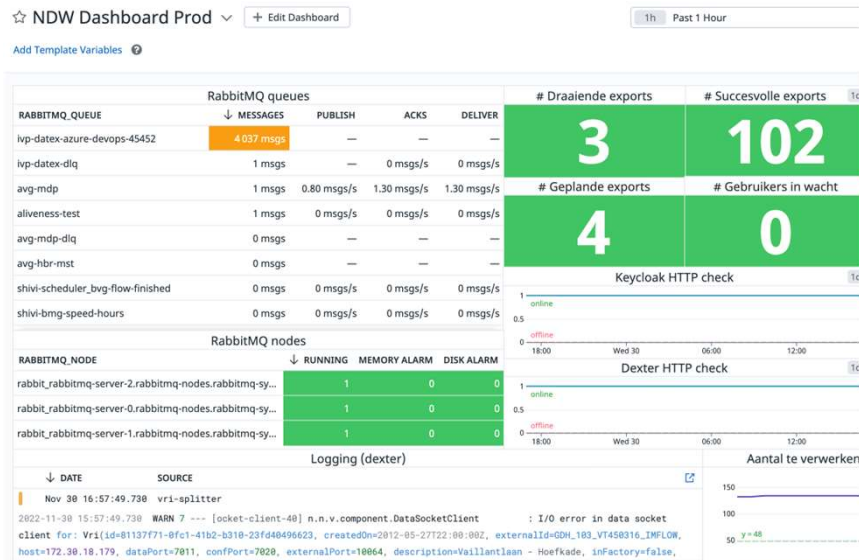 NDW Dashboard Prod
+ Edit Dashboard
1h Past 1 Hour
Add Template Variables
RabbitMQ queues
RABBITMQ_QUEUE ↓ MESSAGES PUBLISH ACKS DELIVER
ivp-datex-azure-devops-45452 4 037 msgs — — —
ivp-datex-dlq 1 msgs — 0 msgs/s 0 msgs/s
avg-mdp 1 msgs 0.80 msgs/s 1.30 msgs/s 1.30 msgs/s
aliveness-test 1 msgs 0 msgs/s 0 msgs/s 0 msgs/s
avg-mdp-dlq 0 msgs — — —
avg-hbr-mst 0 msgs — — —
shivi-scheduler_bvg-flow-finished 0 msgs 0 msgs/s 0 msgs/s 0 msgs/s
shivi-bmg-speed-hours 0 msgs 0 msgs/s 0 msgs/s 0 msgs/s
# Draaiende exports
3
# Succesvolle exports
102
# Geplande exports
4
# Gebruikers in wacht
0
Keycloak HTTP check
1
online
0.5
offline
0
18:00 Wed 30 06:00 12:00
Dexter HTTP check
1
online
0.5
offline
0
18:00 Wed 30 06:00 12:00
RabbitMQ nodes
RABBITMQ_NODE ↓ RUNNING MEMORY ALARM DISK ALARM
rabbit_rabbitmq-server-2.rabbitmq-nodes.rabbitmq-sy... 1 0 0
rabbit_rabbitmq-server-0.rabbitmq-nodes.rabbitmq-sy... 1 0 0
rabbit_rabbitmq-server-1.rabbitmq-nodes.rabbitmq-sy... 1 0 0
Logging (dexter)
↓ DATE SOURCE
Nov 30 16:57:49.730 vri-splitter
2022-11-30 15:57:49.730 WARN 7 --- [ocket-client-40] n.n.v.component.DataSocketClient : I/O error in data socket
client for: Vri(id=81137f71-0fc1-41b2-b310-23fd40496623, createdOn=2012-05-27T22:00:00Z, externalId=GDH_103_VT450316_IMFLOW,
host=172.30.18.179, dataPort=7011, confPort=7020, externalPort=10064, description=Vaillantlaan - Hoefkade, inFactory=false,
Aantal te verwerken
150
100
50 y = 48